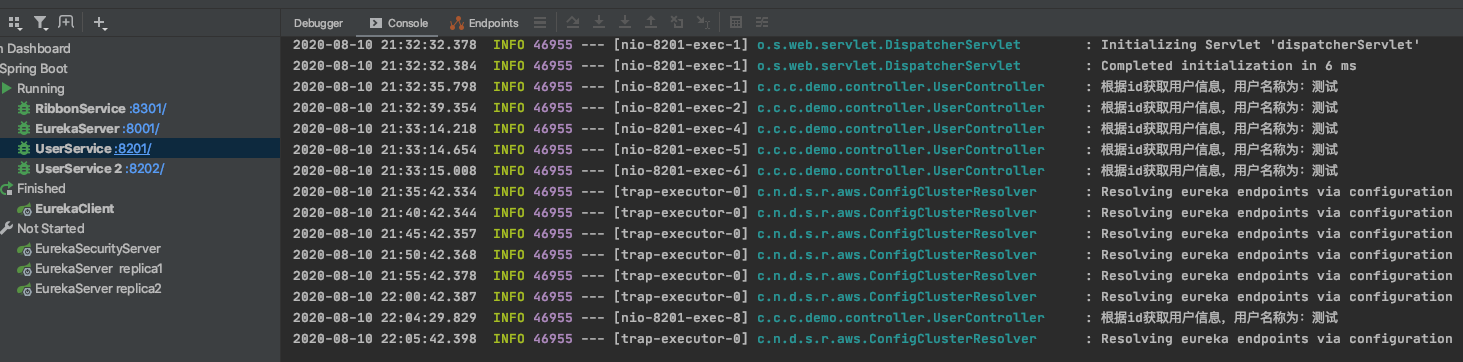 Debugger Console Endpoints
n Dashboard
Spring Boot
Running
RibbonService :8301/
EurekaServer :8001/
UserService :8201/
UserService 2 :8202/
Finished
EurekaClient
Not Started
EurekaSecurityServer
EurekaServer replica1
EurekaServer replica2
2020-08-10 21:32:32.378 INFO 46955 --- [nio-8201-exec-1] o.s.web.servlet.DispatcherServlet : Initializing Servlet 'dispatcherServlet'
2020-08-10 21:32:32.384 INFO 46955 --- [nio-8201-exec-1] o.s.web.servlet.DispatcherServlet : Completed initialization in 6 ms
2020-08-10 21:32:35.798 INFO 46955 --- [nio-8201-exec-1] c.c.c.demo.controller.UserController : 根据id获取用户信息，用户名称为：测试
2020-08-10 21:32:39.354 INFO 46955 --- [nio-8201-exec-2] c.c.c.demo.controller.UserController : 根据id获取用户信息，用户名称为：测试
2020-08-10 21:33:14.218 INFO 46955 --- [nio-8201-exec-4] c.c.c.demo.controller.UserController : 根据id获取用户信息，用户名称为：测试
2020-08-10 21:33:14.654 INFO 46955 --- [nio-8201-exec-5] c.c.c.demo.controller.UserController : 根据id获取用户信息，用户名称为：测试
2020-08-10 21:33:15.008 INFO 46955 --- [nio-8201-exec-6] c.c.c.demo.controller.UserController : 根据id获取用户信息，用户名称为：测试
2020-08-10 21:35:42.334 INFO 46955 --- [trap-executor-0] c.n.d.s.r.aws.ConfigClusterResolver : Resolving eureka endpoints via configuration
2020-08-10 21:40:42.344 INFO 46955 --- [trap-executor-0] c.n.d.s.r.aws.ConfigClusterResolver : Resolving eureka endpoints via configuration
2020-08-10 21:45:42.357 INFO 46955 --- [trap-executor-0] c.n.d.s.r.aws.ConfigClusterResolver : Resolving eureka endpoints via configuration
2020-08-10 21:50:42.368 INFO 46955 --- [trap-executor-0] c.n.d.s.r.aws.ConfigClusterResolver : Resolving eureka endpoints via configuration
2020-08-10 21:55:42.378 INFO 46955 --- [trap-executor-0] c.n.d.s.r.aws.ConfigClusterResolver : Resolving eureka endpoints via configuration
2020-08-10 22:00:42.387 INFO 46955 --- [trap-executor-0] c.n.d.s.r.aws.ConfigClusterResolver : Resolving eureka endpoints via configuration
2020-08-10 22:04:29.829 INFO 46955 --- [nio-8201-exec-8] c.c.c.demo.controller.UserController : 根据id获取用户信息，用户名称为：测试
2020-08-10 22:05:42.398 INFO 46955 --- [trap-executor-0] c.n.d.s.r.aws.ConfigClusterResolver : Resolving eureka endpoints via configuration